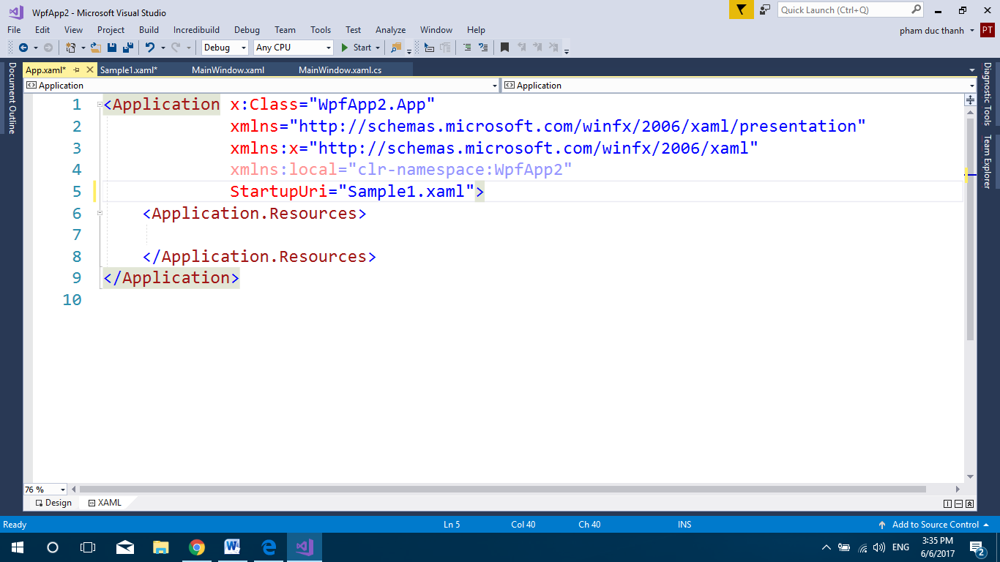 WpfApp2 - Microsoft Visual Studio
Quick Launch (Ctrl+Q)
File Edit View Project Build Incredibuild Debug Team Tools Test Analyze Window Help
pham duc thanh PT
Debug Any CPU Start
Document Outline
App.xaml* Sample1.xaml* MainWindow.xaml MainWindow.xaml.cs
Application Application
1 <Application x:Class="WpfApp2.App"
2 xmlns="http://schemas.microsoft.com/winfx/2006/xaml/presentation"
3 xmlns:x="http://schemas.microsoft.com/winfx/2006/xaml"
4 xmlns:local="clr-namespace:WpfApp2"
5 StartupUri="Sample1.xaml">
6 <Application.Resources>
7
8 </Application.Resources>
9 </Application>
10
Diagnostic Tools
Team Explorer
76 %
Design XAML
Ready Ln 5 Col 40 Ch 40 INS Add to Source Control
ENG
3:35 PM
6/6/2017
2